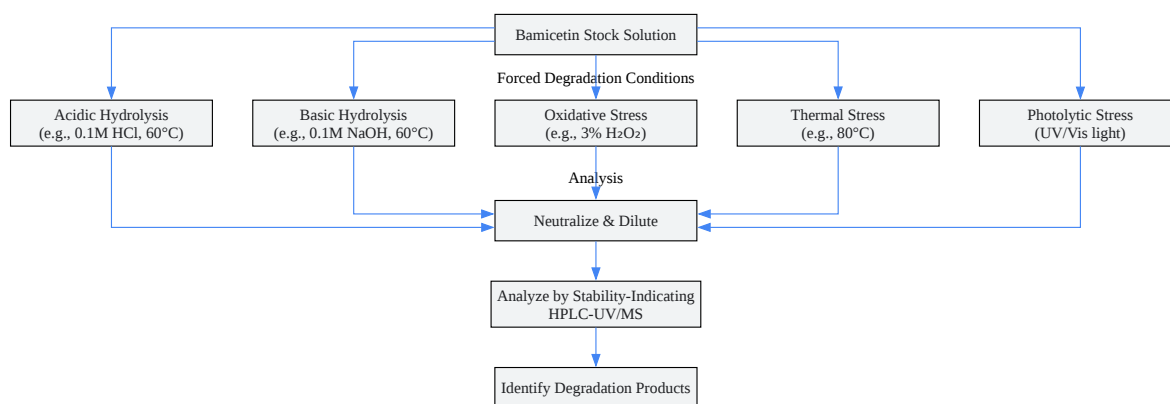 Bamicetin Stock Solution
Forced Degradation Conditions
Acidic Hydrolysis
(e.g., 0.1M HCl, 60°C)
Basic Hydrolysis
(e.g., 0.1M NaOH, 60°C)
Oxidative Stress
(e.g., 3% H₂O₂)
Thermal Stress
(e.g., 80°C)
Photolytic Stress
(UV/Vis light)
Analysis
Neutralize & Dilute
Analyze by Stability-Indicating
HPLC-UV/MS
Identify Degradation Products